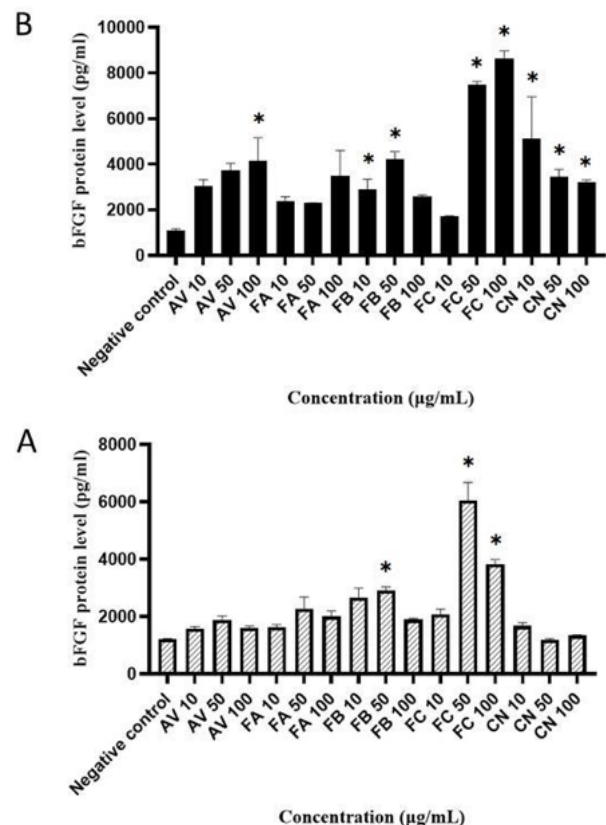 B
bFGF protein level (pg/ml)
10000
8000
6000
4000
2000
0
* * * * * * * *
Negative control
AV 10
AV 50
AV 100
FA 10
FA 50
FA 100
FB 10
FB 50
FB 100
FC 10
FC 50
FC 100
CN 10
CN 50
CN 100
Concentration (µg/mL)
A
bFGF protein level (pg/ml)
8000
6000
4000
2000
0
* * *
Negative control
AV 10
AV 50
AV 100
FA 10
FA 50
FA 100
FB 10
FB 50
FB 100
FC 10
FC 50
FC 100
CN 10
CN 50
CN 100
Concentration (µg/mL)